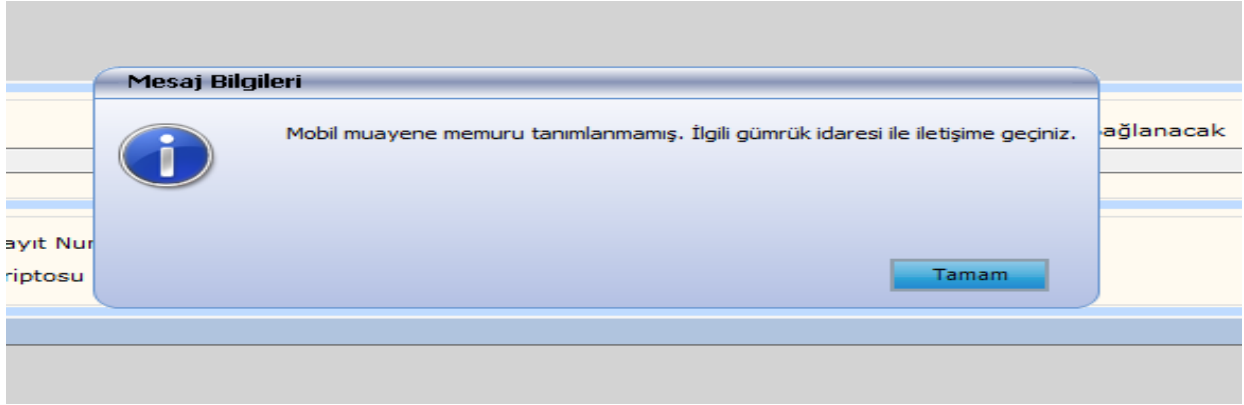 Mesaj Bilgileri
Mobil muayene memuru tanımlanmamış. İlgili gümrük idaresi ile iletişime geçiniz.
Tamam